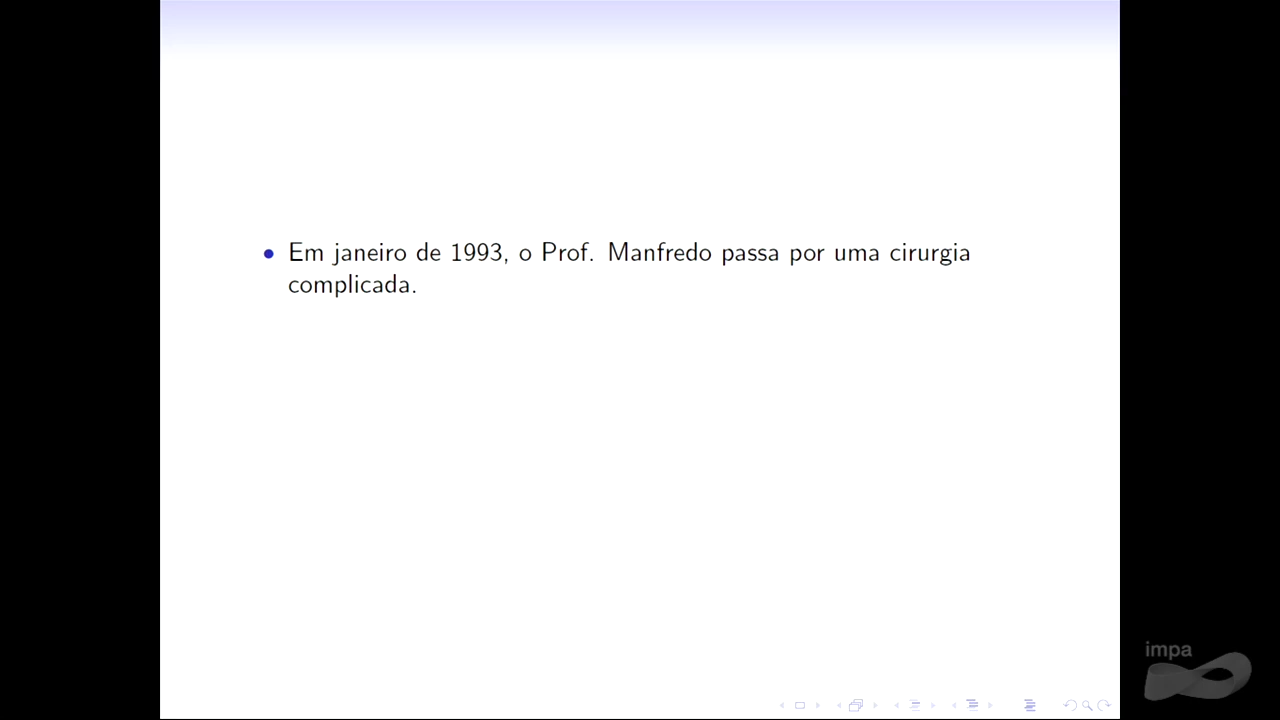 Em janeiro de 1993, o Prof. Manfredo passa por uma cirurgia
complicada.
impa